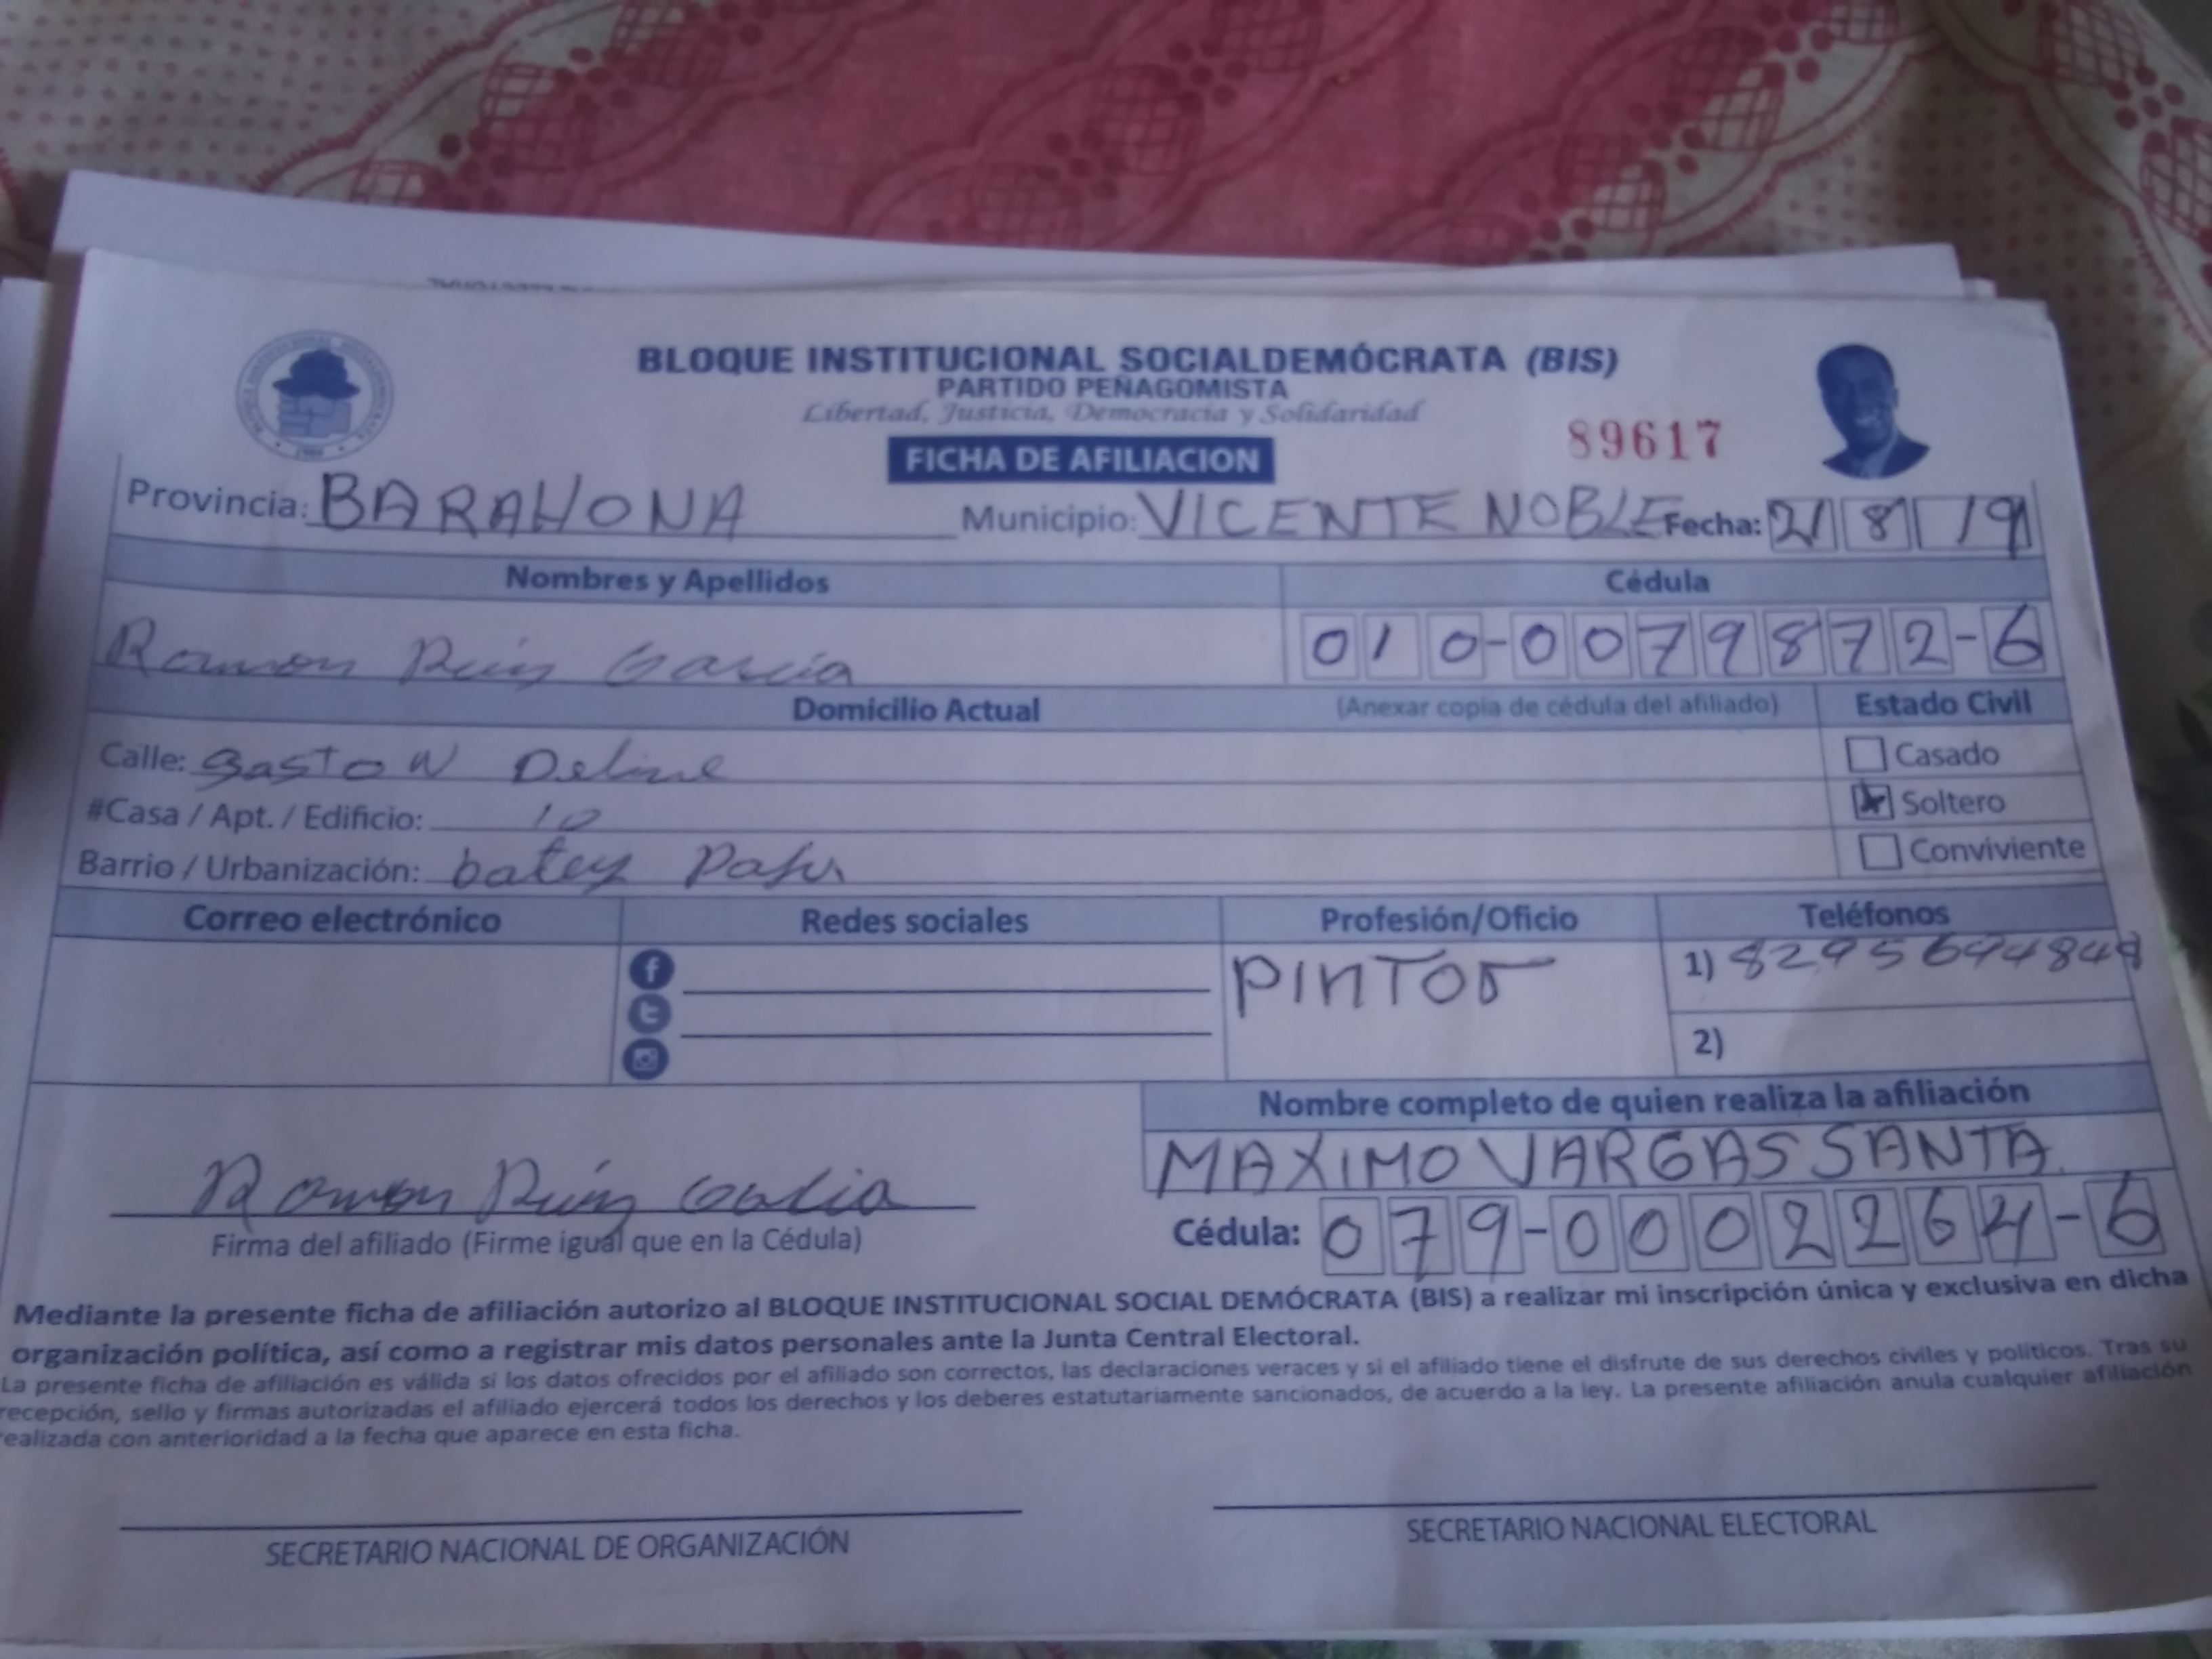 BLOQUE INSTITUCIONAL SOCIALDEMÓCRATA (BIS)
PARTIDO PEÑAGOMISTA
Libertad, Justicia, Democracia y Solidaridad
89617
FICHA DE AFILIACION
Provincia: BARAHONA Municipio: VICENTE NOBLE Fecha: 21 8 19
Nombres y Apellidos Cédula
Ramon Ruiz Garcia 010-0079872-6
Domicilio Actual (Anexar copia de cédula del afiliado) Estado Civil
Calle: gasToN Deline Casado
#Casa / Apt. / Edificio: 10 Soltero
Barrio / Urbanización: batey Conviviente
Correo electrónico Redes sociales Profesión/Oficio Teléfonos
PINTOr 1) 8295694848
2)
Nombre completo de quien realiza la afiliación
MAXIMO VARGAS SANTA
Ramon Ruiz Garcia
Firma del afiliado (Firme igual que en la Cédula) Cédula: 079-0002264-6
Mediante la presente ficha de afiliación autorizo al BLOQUE INSTITUCIONAL SOCIAL DEMÓCRATA (BIS) a realizar mi inscripción única y exclusiva en dicha
organización política, así como a registrar mis datos personales ante la Junta Central Electoral.
La presente ficha de afiliación es válida si los datos ofrecidos por el afiliado son correctos, las declaraciones veraces y si el afiliado tiene el disfrute de sus derechos civiles y políticos. Tras su
recepción, sello y firmas autorizadas el afiliado ejercerá todos los derechos y los deberes estatutariamente sancionados, de acuerdo a la ley. La presente afiliación anula cualquier afiliación
realizada con anterioridad a la fecha que aparece en esta ficha.
SECRETARIO NACIONAL DE ORGANIZACIÓN SECRETARIO NACIONAL ELECTORAL